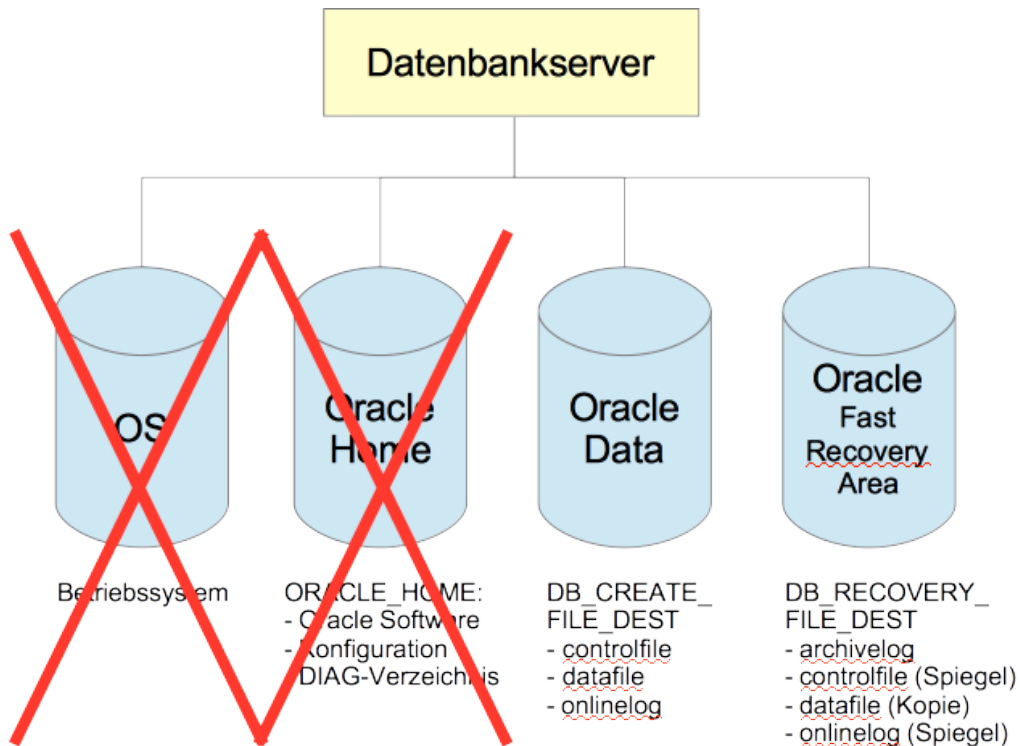 Datenbankserver
OS
Oracle
Home
Oracle
Data
Oracle
Fast
Recovery
Area
Betriebssystem
ORACLE_HOME:
- Oracle Software
- Konfiguration
- DIAG-Verzeichnis
DB_CREATE_
FILE_DEST
- controlfile
- datafile
- onlinelog
DB_RECOVERY_
FILE_DEST
- archivelog
- controlfile (Spiegel)
- datafile (Kopie)
- onlinelog (Spiegel)